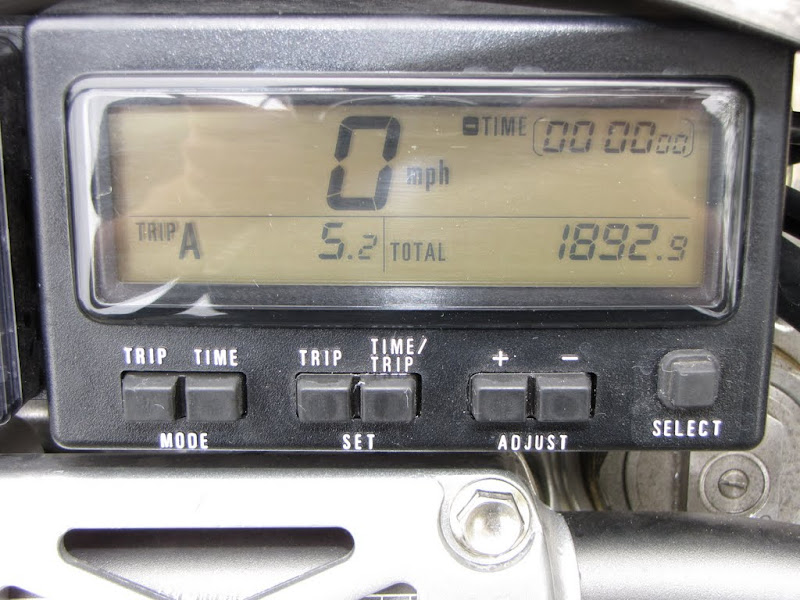 0 mph TIME 00 00 00
TRIP A 5.2 TOTAL 1892.9
TRIP TIME TRIP TIME/ TRIP + −
MODE SET ADJUST SELECT